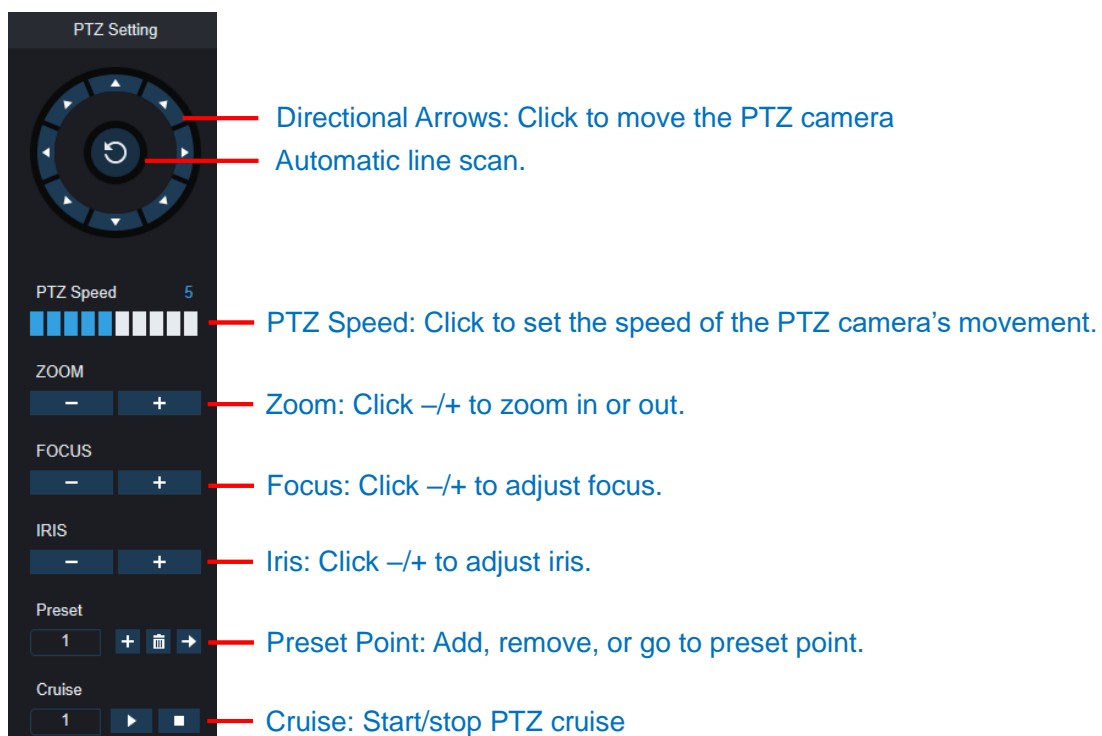 PTZ Setting
Directional Arrows: Click to move the PTZ camera
Automatic line scan.
PTZ Speed 5
PTZ Speed: Click to set the speed of the PTZ camera’s movement.
ZOOM
– +
Zoom: Click –/+ to zoom in or out.
FOCUS
– +
Focus: Click –/+ to adjust focus.
IRIS
– +
Iris: Click –/+ to adjust iris.
Preset
1 +
Preset Point: Add, remove, or go to preset point.
Cruise
1
Cruise: Start/stop PTZ cruise